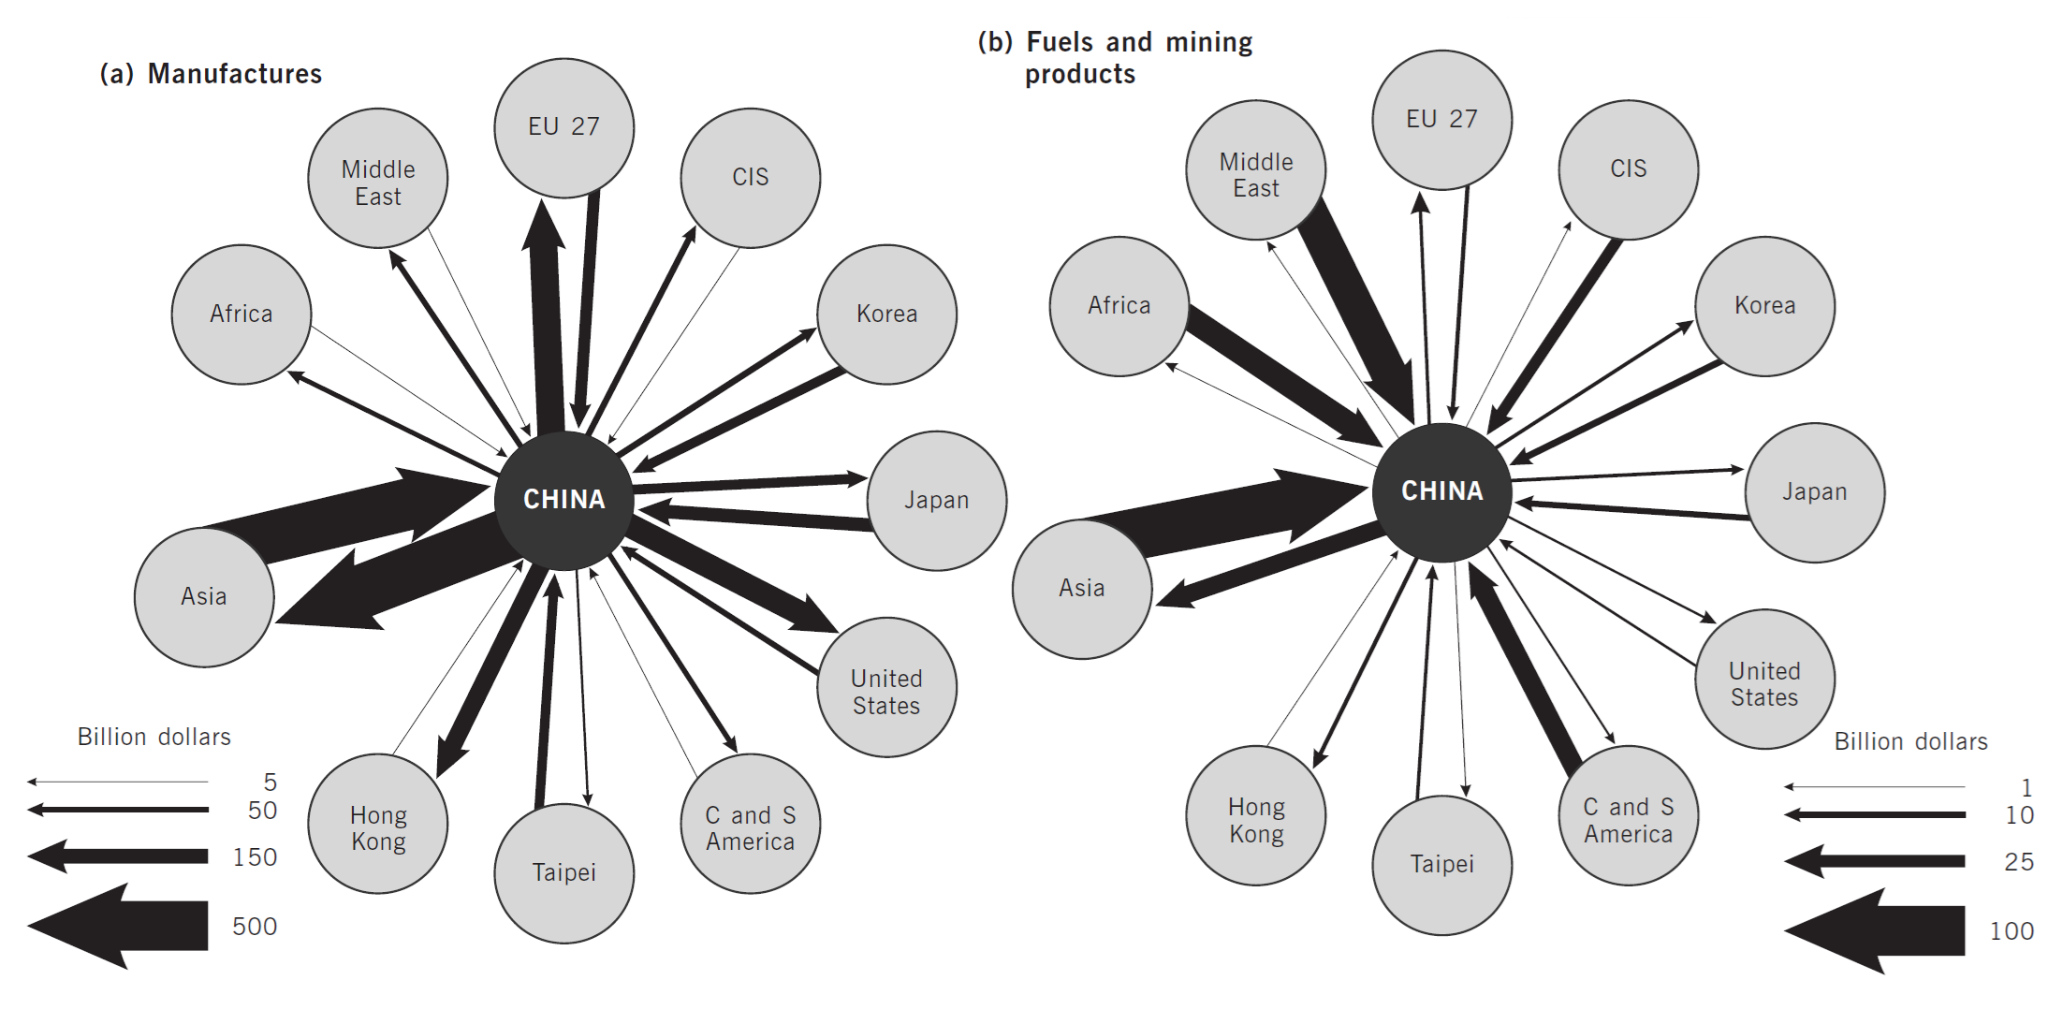 (a) Manufactures
EU 27
Middle
East
CIS
Africa
Korea
CHINA
Japan
Asia
United
States
Hong
Kong
Taipei
C and S
America
Billion dollars
5
50
150
500
(b) Fuels and mining
products
EU 27
Middle
East
CIS
Africa
Korea
CHINA
Japan
Asia
United
States
Hong
Kong
Taipei
C and S
America
Billion dollars
1
10
25
100